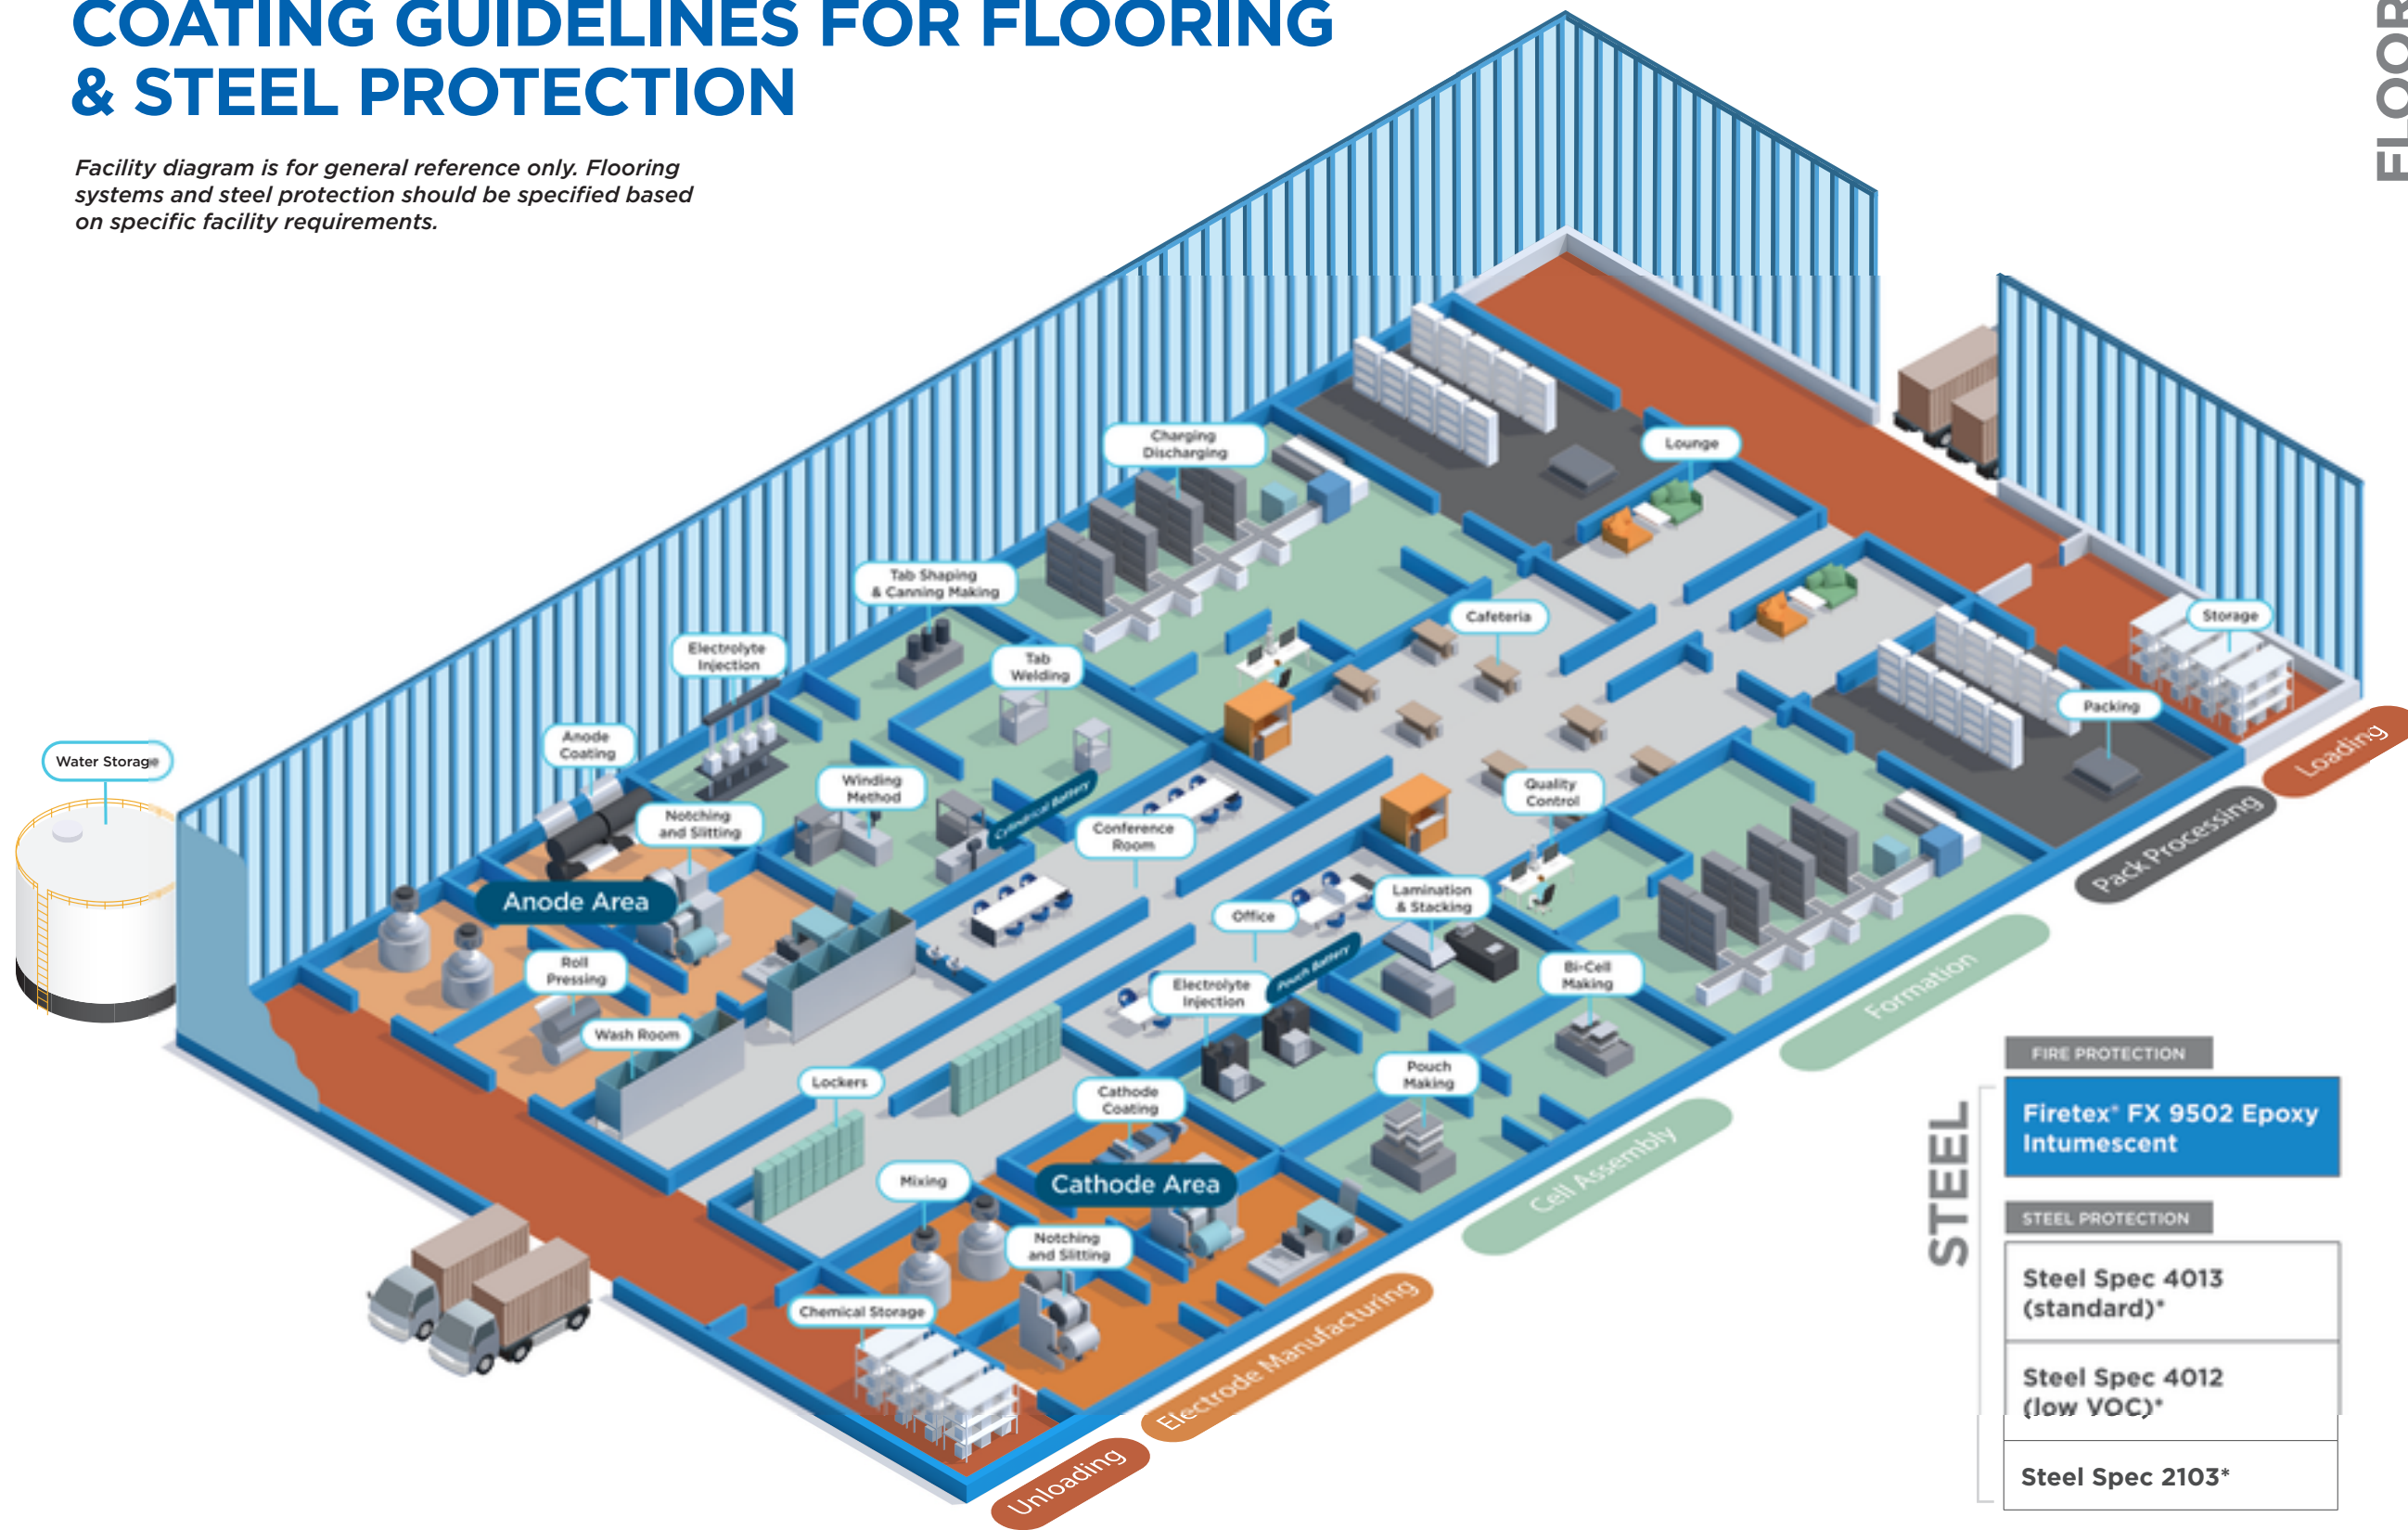 COATING GUIDELINES FOR FLOORING
& STEEL PROTECTION
Facility diagram is for general reference only. Flooring
systems and steel protection should be specified based
on specific facility requirements.
FLOOR
Charging
Discharging
Lounge
Tab Shaping
& Canning Making
Cafeteria
Storage
Electrolyte
Injection
Tab
Welding
Packing
Anode
Coating
Water Storage
Winding
Method
Cylindrical Battery
Quality
Control
Loading
Notching
and Slitting
Conference
Room
Pack Processing
Anode Area
Lamination
& Stacking
Office
Pouch Battery
Roll
Pressing
Electrolyte
Injection
Bi-Cell
Making
Formation
Wash Room
Lockers
Cathode
Coating
Pouch
Making
Cell Assembly
Mixing
Cathode Area
Notching
and Slitting
Chemical Storage
Electrode Manufacturing
Unloading
STEEL
FIRE PROTECTION
Firetex® FX 9502 Epoxy
Intumescent
STEEL PROTECTION
Steel Spec 4013
(standard)*
Steel Spec 4012
(low VOC)*
Steel Spec 2103*